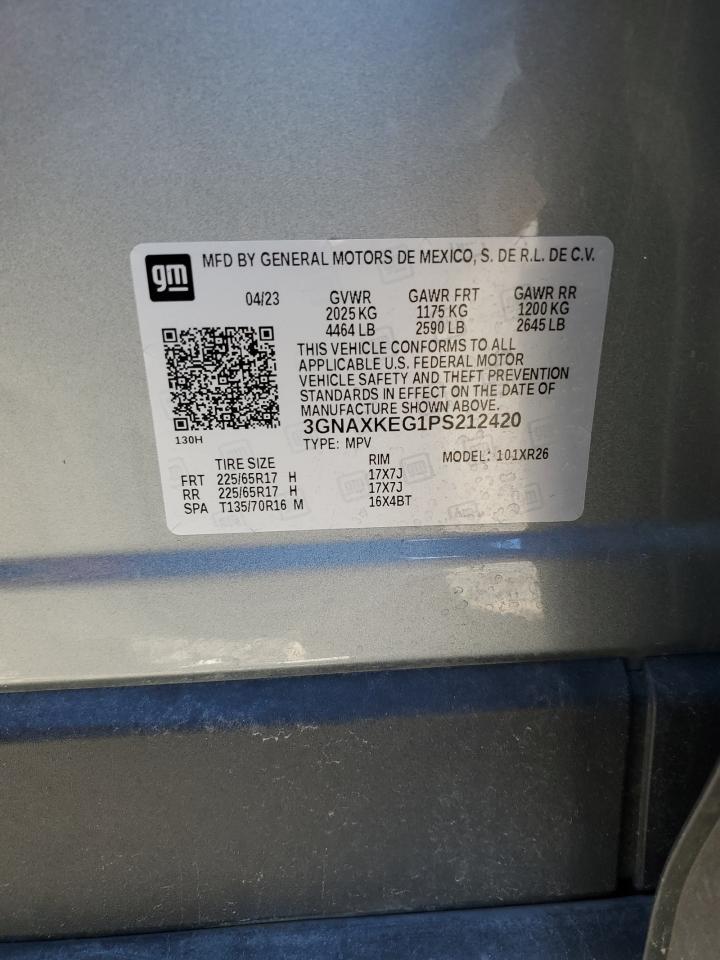 gm MFD BY GENERAL MOTORS DE MEXICO, S. DE R.L. DE C.V.
04/23 GVWR GAWR FRT GAWR RR
2025 KG 1175 KG 1200 KG
4464 LB 2590 LB 2645 LB
THIS VEHICLE CONFORMS TO ALL
APPLICABLE U.S. FEDERAL MOTOR
VEHICLE SAFETY AND THEFT PREVENTION
STANDARDS IN EFFECT ON THE DATE OF
MANUFACTURE SHOWN ABOVE.
3GNAXKEG1PS212420
130H
TYPE: MPV MODEL: 101XR26
TIRE SIZE RIM
FRT 225/65R17 H 17X7J
RR 225/65R17 H 17X7J
SPA T135/70R16 M 16X4BT